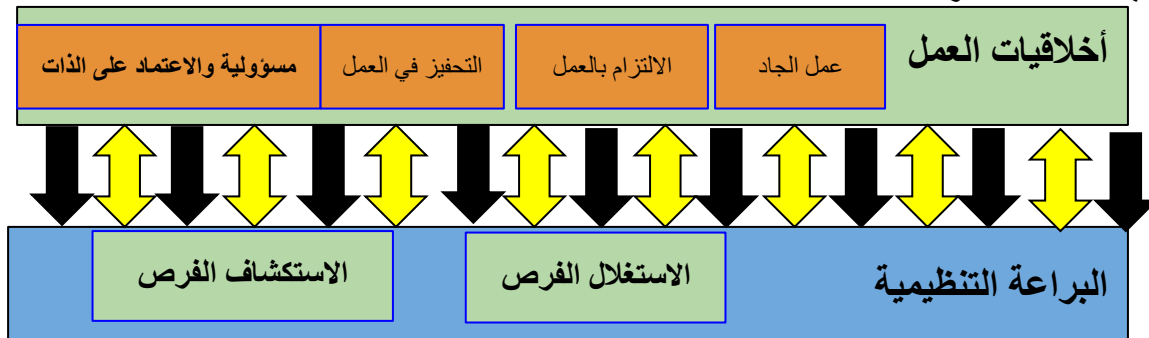 أخلاقيات العمل
عمل الجاد
الالتزام بالعمل
التحفيز في العمل
مسؤولية والاعتماد على الذات
البراعة التنظيمية
الاستغلال الفرص
الاستكشاف الفرص